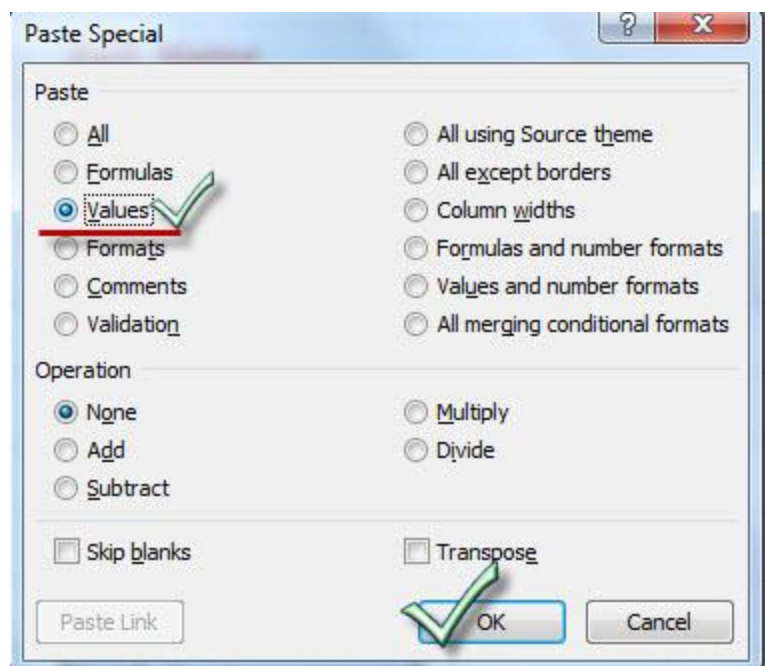 Paste Special
?
X
Paste
All
All using Source theme
Formulas
All except borders
Values
Column widths
Formats
Formulas and number formats
Comments
Values and number formats
Validation
All merging conditional formats
Operation
None
Multiply
Add
Divide
Subtract
Skip blanks
Transpose
Paste Link
OK
Cancel